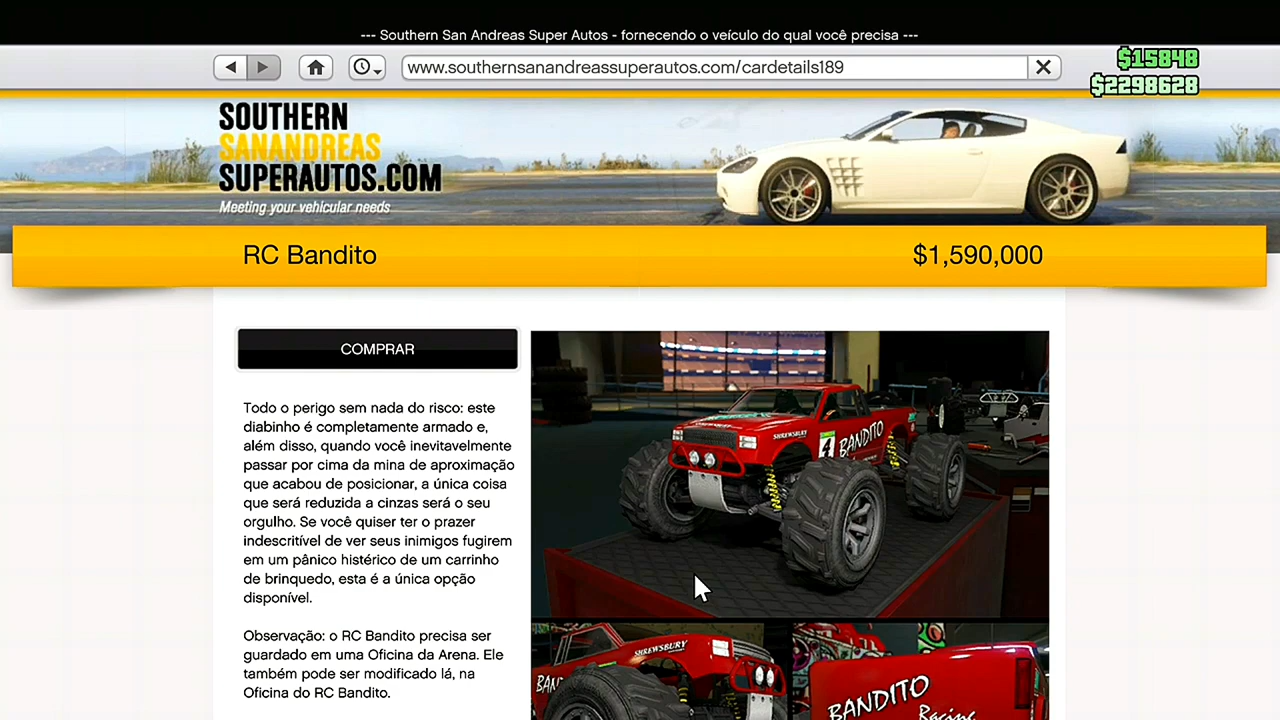 --- Southern San Andreas Super Autos - fornecendo o veículo do qual você precisa ---
www.southernsanandreassuperautos.com/cardetails189
$15848
$2298628
SOUTHERN
SANANDREAS
SUPERAUTOS.COM
Meeting your vehicular needs
RC Bandito
$1,590,000
COMPRAR
Todo o perigo sem nada do risco: este
diabinho é completamente armado e,
além disso, quando você inevitavelmente
passar por cima da mina de aproximação
que acabou de posicionar, a única coisa
que será reduzida a cinzas será o seu
orgulho. Se você quiser ter o prazer
indescritível de ver seus inimigos fugirem
em um pânico histérico de um carrinho
de brinquedo, esta é a única opção
disponível.
Observação: o RC Bandito precisa ser
guardado em uma Oficina da Arena. Ele
também pode ser modificado lá, na
Oficina do RC Bandito.
SHREWSBURY
4
BANDITO
SHREWSBURY
BAN
BANDITO
Racing